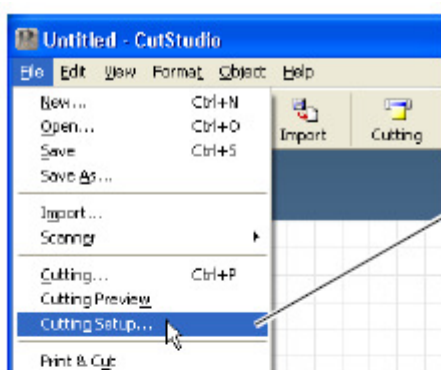 Untitled - CutStudio
File Edit View Format Object Help
New... Ctrl+N
Open... Ctrl+O
Save Ctrl+S
Save As...
Import Cutting
Import...
Scanner
Cutting... Ctrl+P
Cutting Preview
Cutting Setup...
Print & Cut